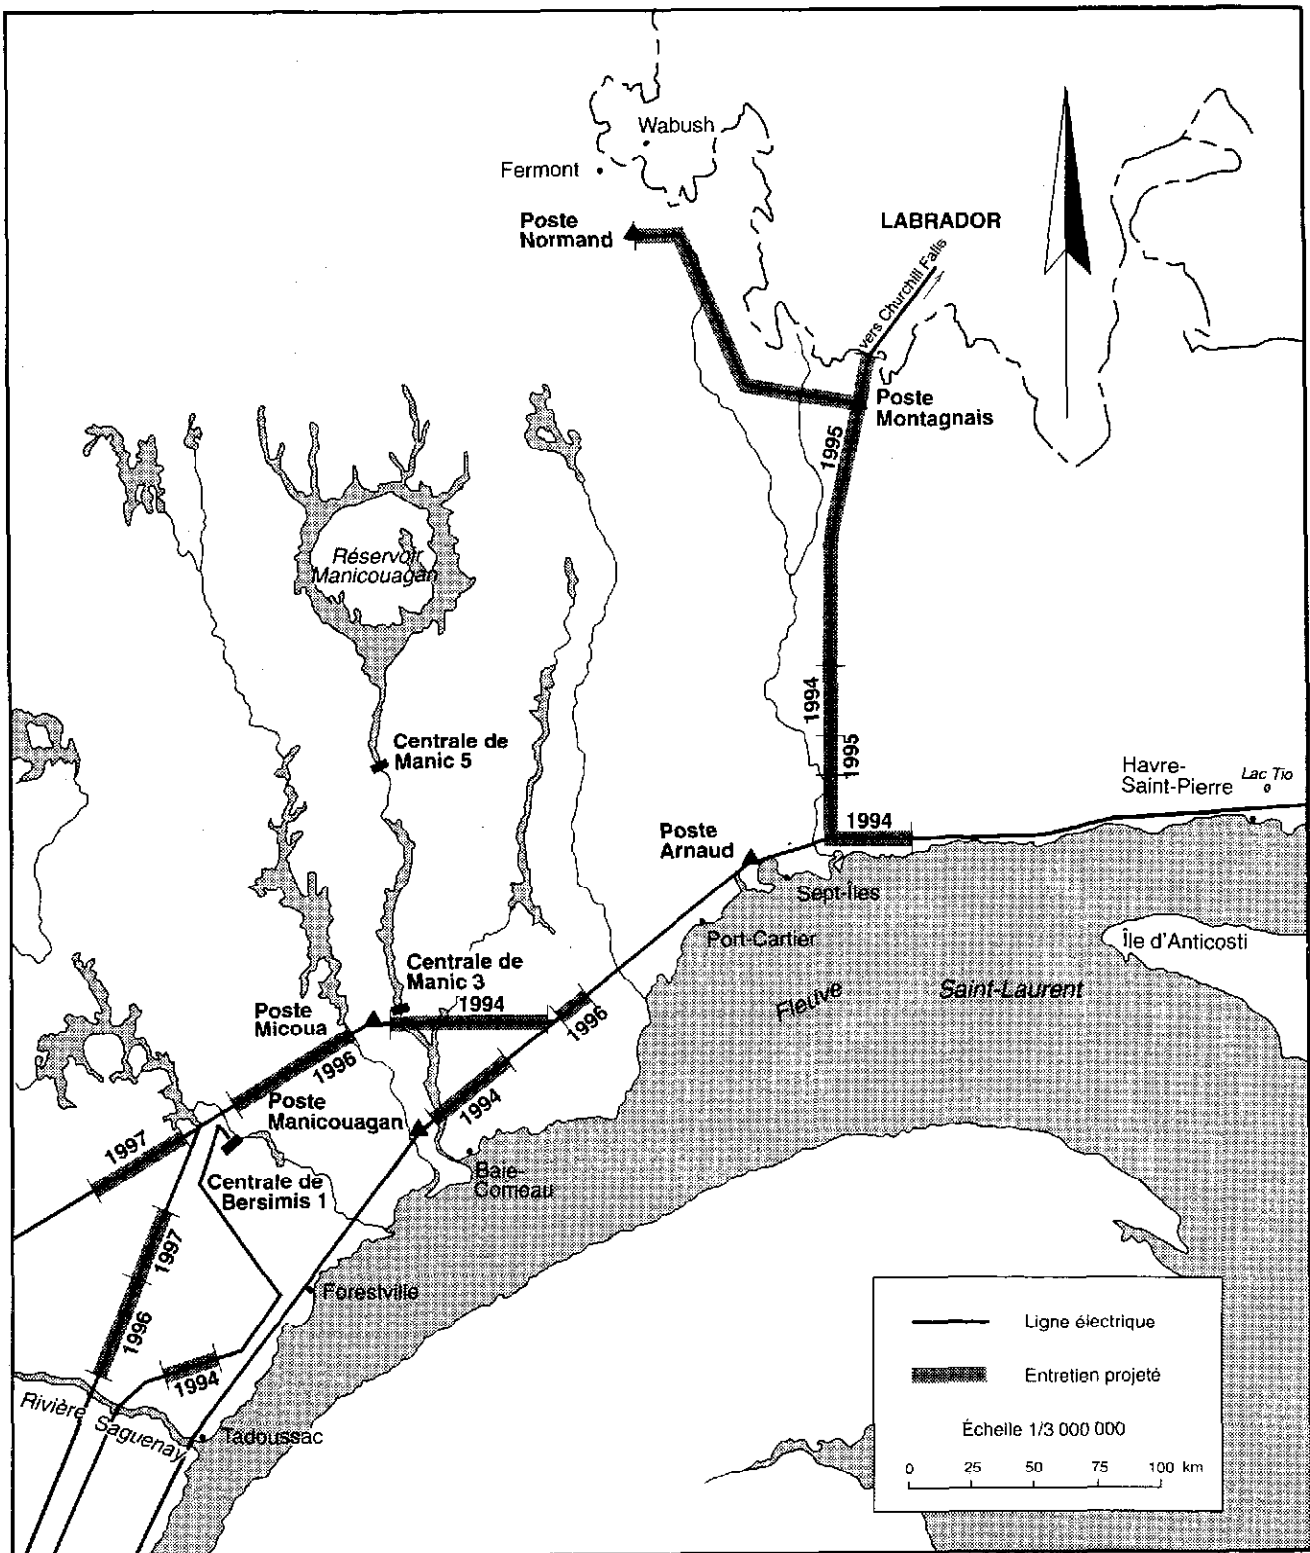 Wabush
Fermont
Poste
Normand
LABRADOR
vers Churchill Falls
Poste
Montagnais
1995
Réservoir
Manicouagan
1994
Centrale de
Manic 5
1995
Havre-
Saint-Pierre
Lac Tio
1994
Poste
Arnaud
Sept-Îles
Port-Cartier
Île d'Anticosti
Centrale de
Manic 3
Fleuve
Saint-Laurent
1994
Poste
Micoua
1996
1996
Poste
Manicouagan
1994
1997
Baie-
Comeau
Centrale de
Bersimis 1
1997
Forestville
1996
1994
Rivière Saguenay
Tadoussac
Ligne électrique
Entretien projeté
Échelle 1/3 000 000
0 25 50 75 100 km